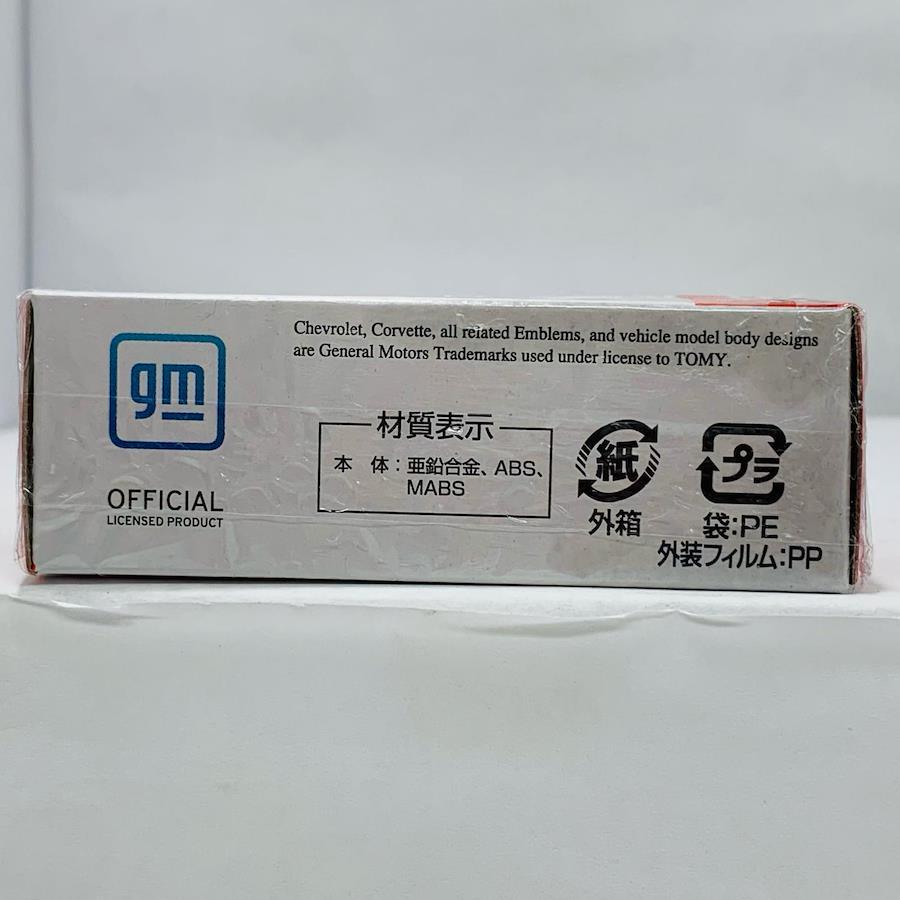 gm
OFFICIAL
LICENSED PRODUCT
Chevrolet, Corvette, all related Emblems, and vehicle model body designs
are General Motors Trademarks used under license to TOMY.
材質表示
本 体：亜鉛合金、ABS、
MABS
紙
外箱
プラ
袋:PE
外装フィルム:PP